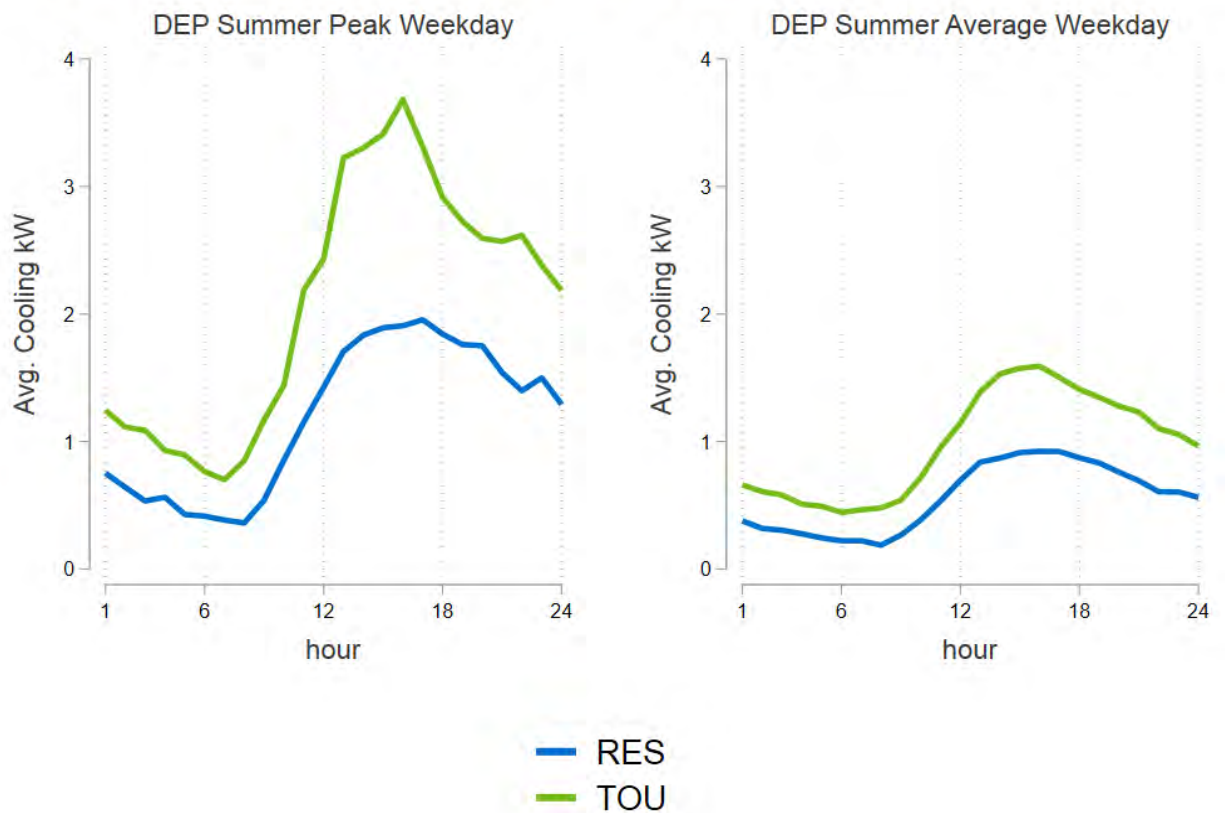 DEP Summer Peak Weekday
4
3
2
1
0
Avg. Cooling kW
1 6 12 18 24
hour
DEP Summer Average Weekday
4
3
2
1
0
Avg. Cooling kW
1 6 12 18 24
hour
RES
TOU